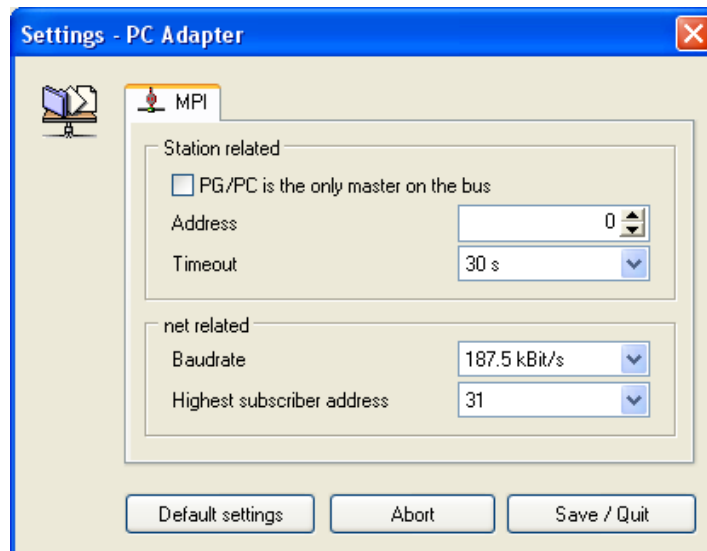 Settings - PC Adapter
MPI
Station related
PG/PC is the only master on the bus
Address 0
Timeout 30 s
net related
Baudrate 187.5 kBit/s
Highest subscriber address 31
Default settings Abort Save / Quit